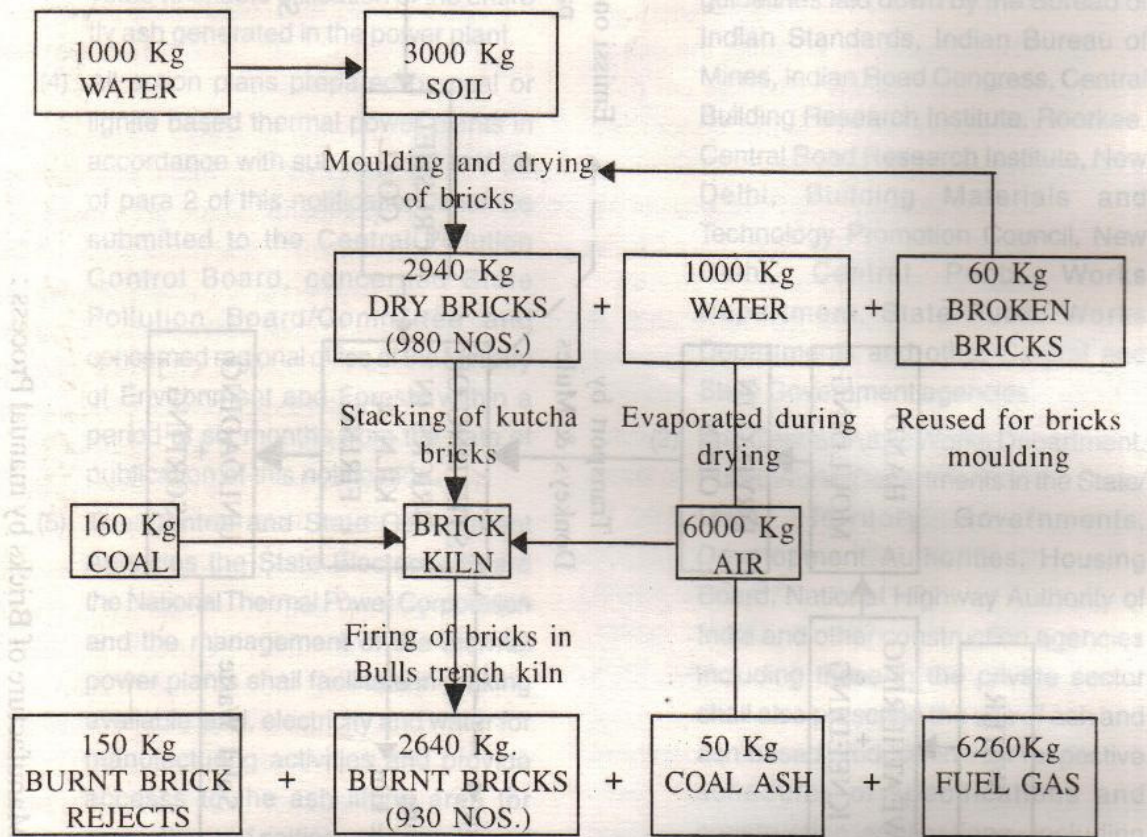 1000 Kg
WATER
3000 Kg
SOIL
Moulding and drying
of bricks
2940 Kg
DRY BRICKS
(980 NOS.)
+
1000 Kg
WATER
+
60 Kg
BROKEN
BRICKS
Stacking of kutcha
bricks
Evaporated during
drying
Reused for bricks
moulding
160 Kg
COAL
BRICK
KILN
6000 Kg
AIR
Firing of bricks in
Bulls trench kiln
150 Kg
BURNT BRICK
REJECTS
+
2640 Kg.
BURNT BRICKS
(930 NOS.)
+
50 Kg
COAL ASH
+
6260Kg
FUEL GAS